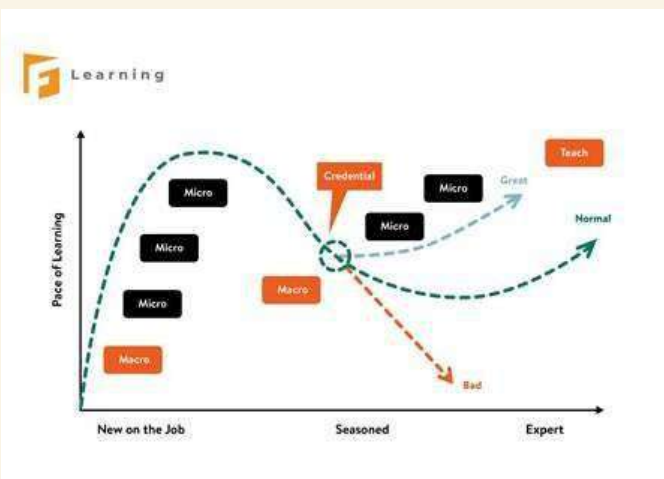 F Learning
Teach
Credential
Micro
Great
Micro
Micro
Normal
Pace of Learning
Micro
Macro
Micro
Macro
Bad
New on the Job
Seasoned
Expert